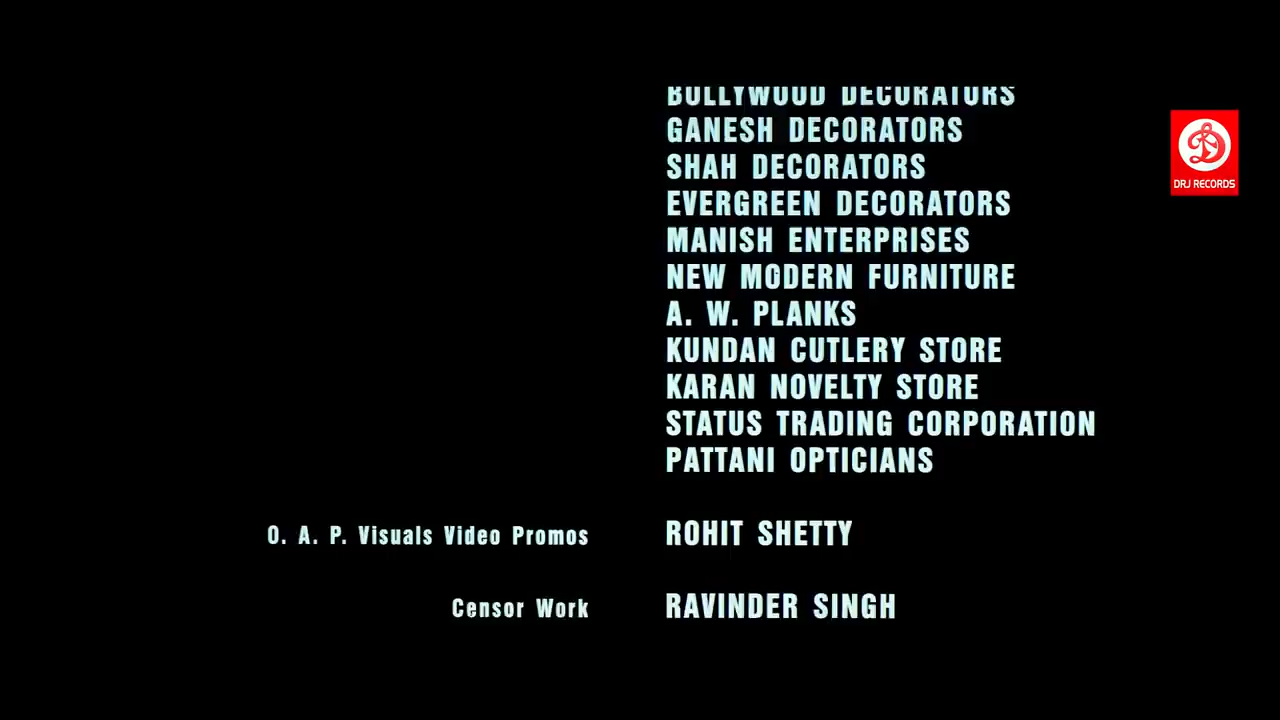 BOLLYWOOD DECORATORS
GANESH DECORATORS
SHAH DECORATORS
EVERGREEN DECORATORS
MANISH ENTERPRISES
NEW MODERN FURNITURE
A. W. PLANKS
KUNDAN CUTLERY STORE
KARAN NOVELTY STORE
STATUS TRADING CORPORATION
PATTANI OPTICIANS
O. A. P. Visuals Video Promos ROHIT SHETTY
Censor Work RAVINDER SINGH
DRJ RECORDS